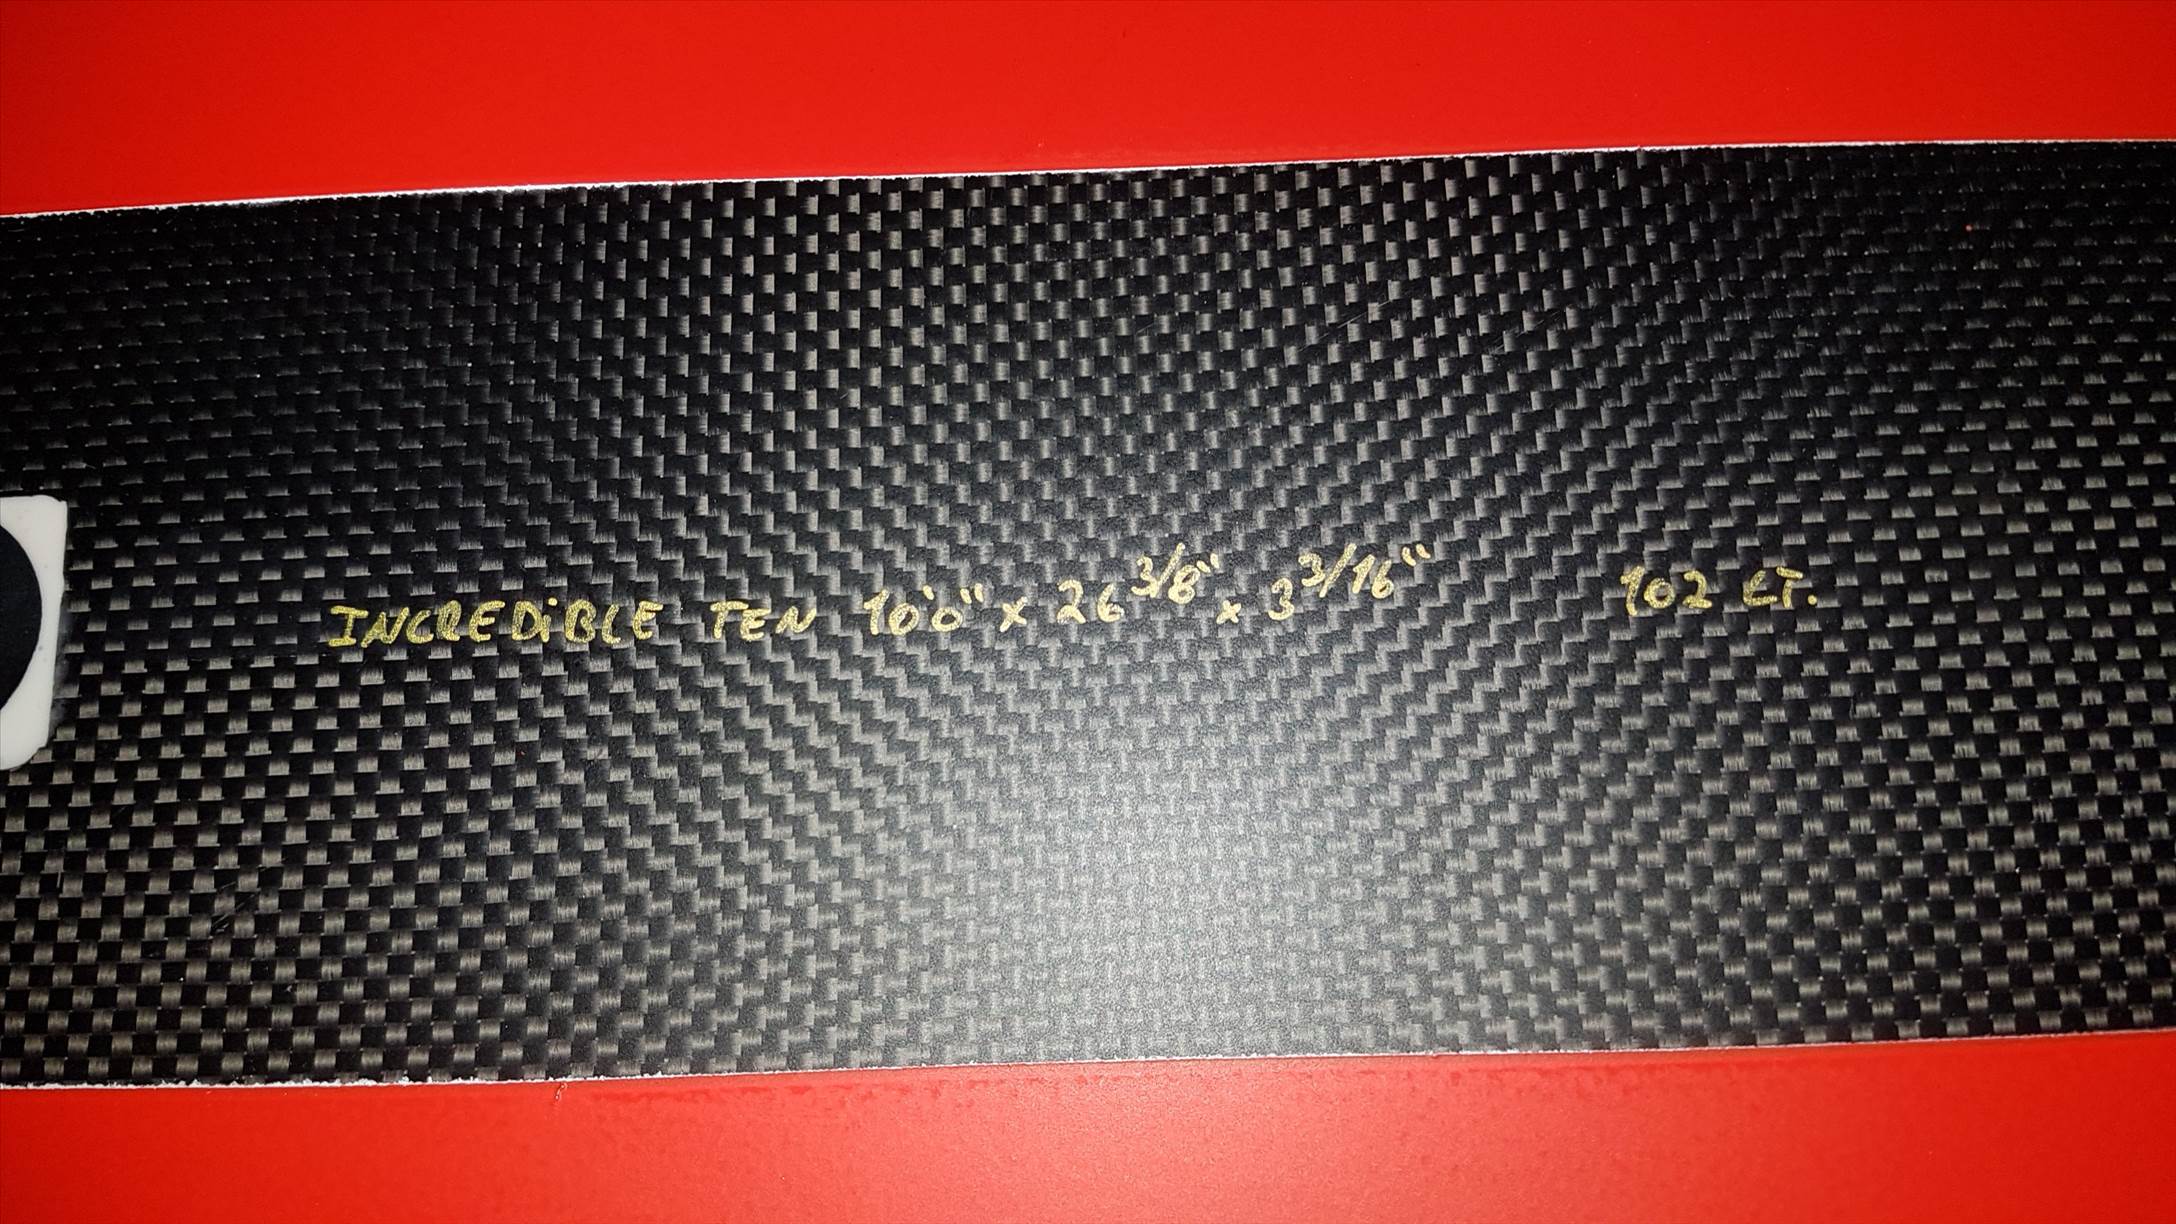 INCREDiBLE TEN 10'0" x 26 3/8" x 3 3/16" 102 LT.